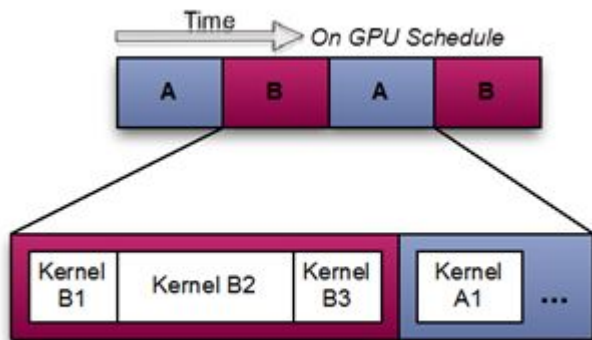 Time
On GPU Schedule
A B A B
Kernel B1
Kernel B2
Kernel B3
Kernel A1
...